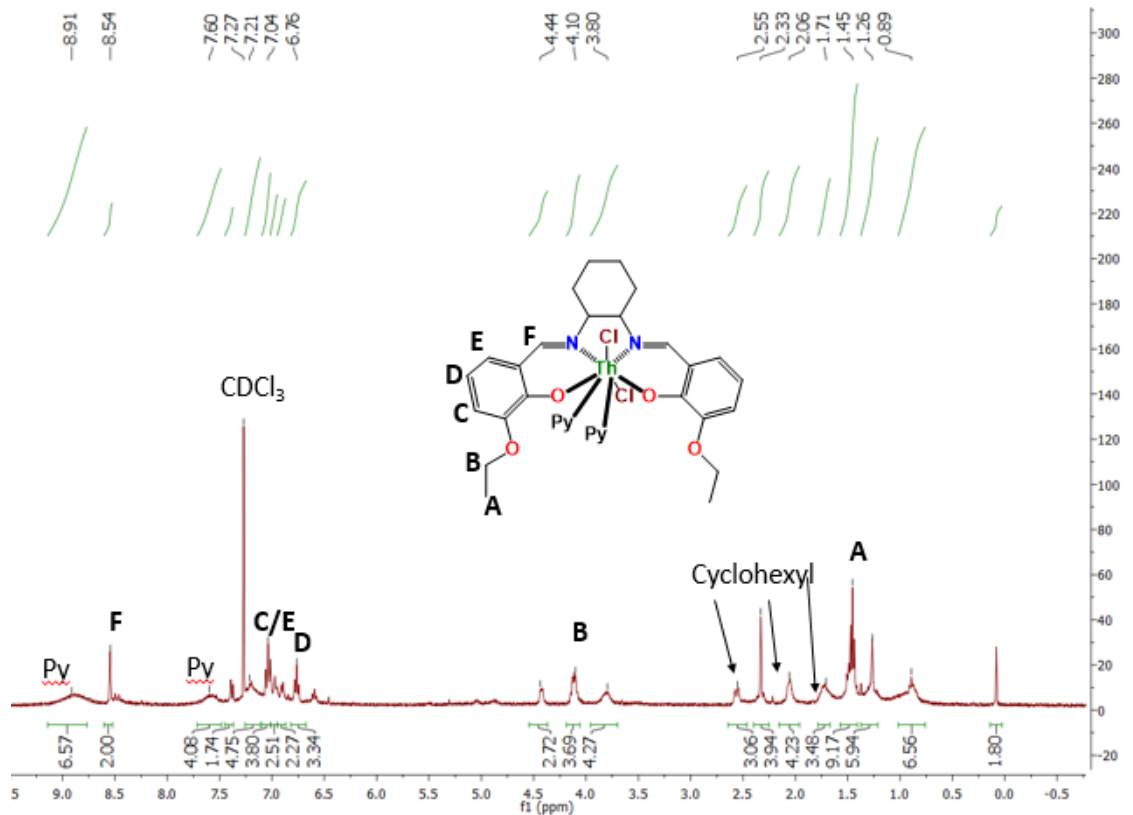 8.91 8.54 7.60 7.27 7.21 7.04 6.76 4.44 4.10 3.80 2.55 2.33 2.06 1.71 1.45 1.26 0.89
300
280
260
240
220
200
180
160
140
120
100
80
60
40
20
0
-20
F
E
D
C
B
A
N
N
Cl
Th
Cl
O
O
Py
Py
O
O
CDCl3
A
Cyclohexyl
B
F
C/E
D
Py
Py
6.57 2.00 4.08 1.74 4.75 3.80 2.51 2.27 3.34 2.72 3.69 4.27 3.06 3.94 4.23 3.48 9.17 5.94 6.56 1.80
5 9.0 8.5 8.0 7.5 7.0 6.5 6.0 5.5 5.0 4.5 4.0 3.5 3.0 2.5 2.0 1.5 1.0 0.5 0.0 -0.5
f1 (ppm)